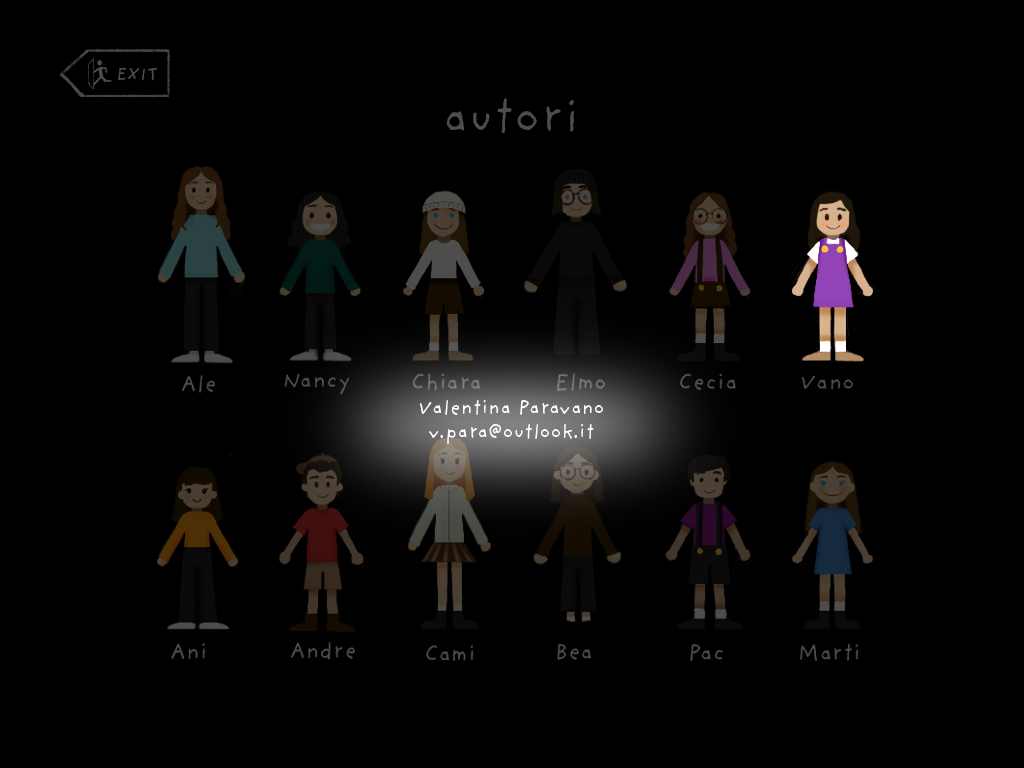 EXIT
autori
Ale Nancy Chiara Elmo Cecia Vano
Valentina Paravano
v.para@outlook.it
Ani Andre Cami Bea Pac Marti